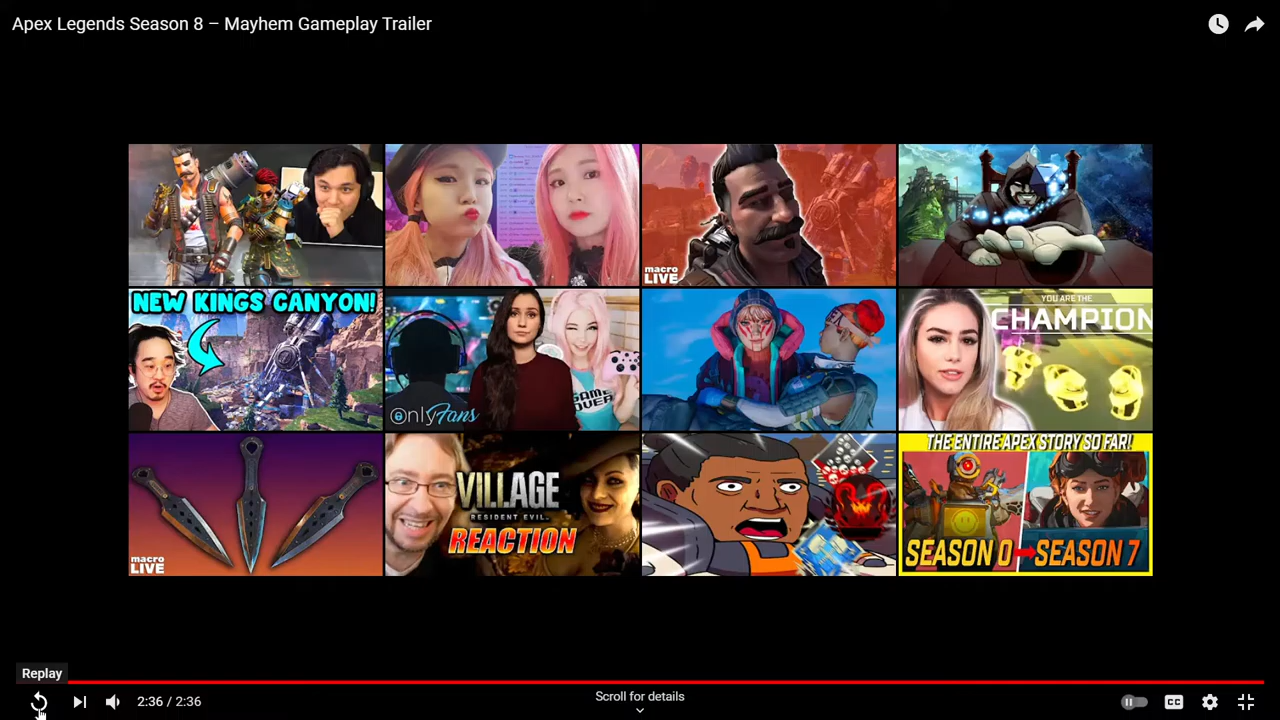 Apex Legends Season 8 – Mayhem Gameplay Trailer
macro
LIVE
NEW KINGS CANYON!
OnlyFans
GAME
OVER
YOU ARE THE
CHAMPION
macro
LIVE
VILLAGE
RESIDENT EVIL
REACTION
THE ENTIRE APEX STORY SO FAR!
SEASON 0 → SEASON 7
Replay
2:36 / 2:36
Scroll for details
CC